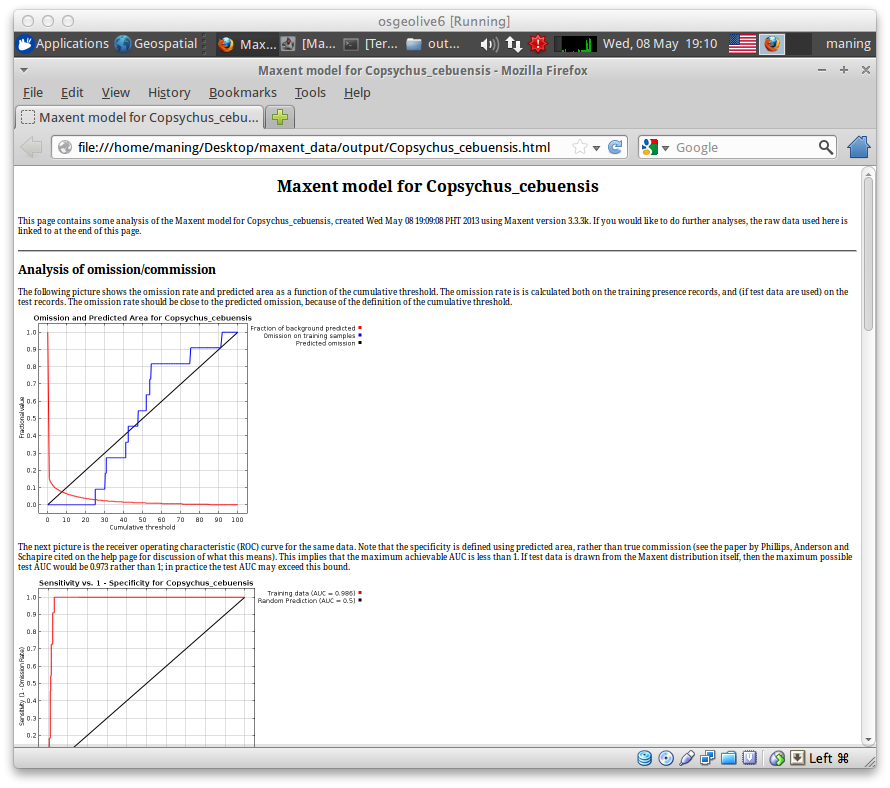 osgeolive6 [Running]
Applications Geospatial Max... [Ma... [Ter... out... Wed, 08 May 19:10 maning
Maxent model for Copsychus_cebuensis - Mozilla Firefox
File Edit View History Bookmarks Tools Help
Maxent model for Copsychus_cebu...
file:///home/maning/Desktop/maxent_data/output/Copsychus_cebuensis.html Google
Maxent model for Copsychus_cebuensis
This page contains some analysis of the Maxent model for Copsychus_cebuensis, created Wed May 08 19:09:08 PHT 2013 using Maxent version 3.3.3k. If you would like to do further analyses, the raw data used here is
linked to at the end of this page.
Analysis of omission/commission
The following picture shows the omission rate and predicted area as a function of the cumulative threshold. The omission rate is is calculated both on the training presence records, and (if test data are used) on the
test records. The omission rate should be close to the predicted omission, because of the definition of the cumulative threshold.
Omission and Predicted Area for Copsychus_cebuensis
Fraction of background predicted
Omission on training samples
Predicted omission
1.0
0.9
0.8
0.7
0.6
0.5
0.4
0.3
0.2
0.1
0.0
Fractional value
0 10 20 30 40 50 60 70 80 90 100
Cumulative threshold
The next picture is the receiver operating characteristic (ROC) curve for the same data. Note that the specificity is defined using predicted area, rather than true commission (see the paper by Phillips, Anderson and
Schapire cited on the help page for discussion of what this means). This implies that the maximum achievable AUC is less than 1. If test data is drawn from the Maxent distribution itself, then the maximum possible
test AUC would be 0.973 rather than 1; in practice the test AUC may exceed this bound.
Sensitivity vs. 1 - Specificity for Copsychus_cebuensis
Training data (AUC = 0.986)
Random Prediction (AUC = 0.5)
1.0
0.9
0.8
0.7
0.6
0.5
0.4
0.3
0.2
Sensitivity (1 - Omission Rate)
Left ⌘